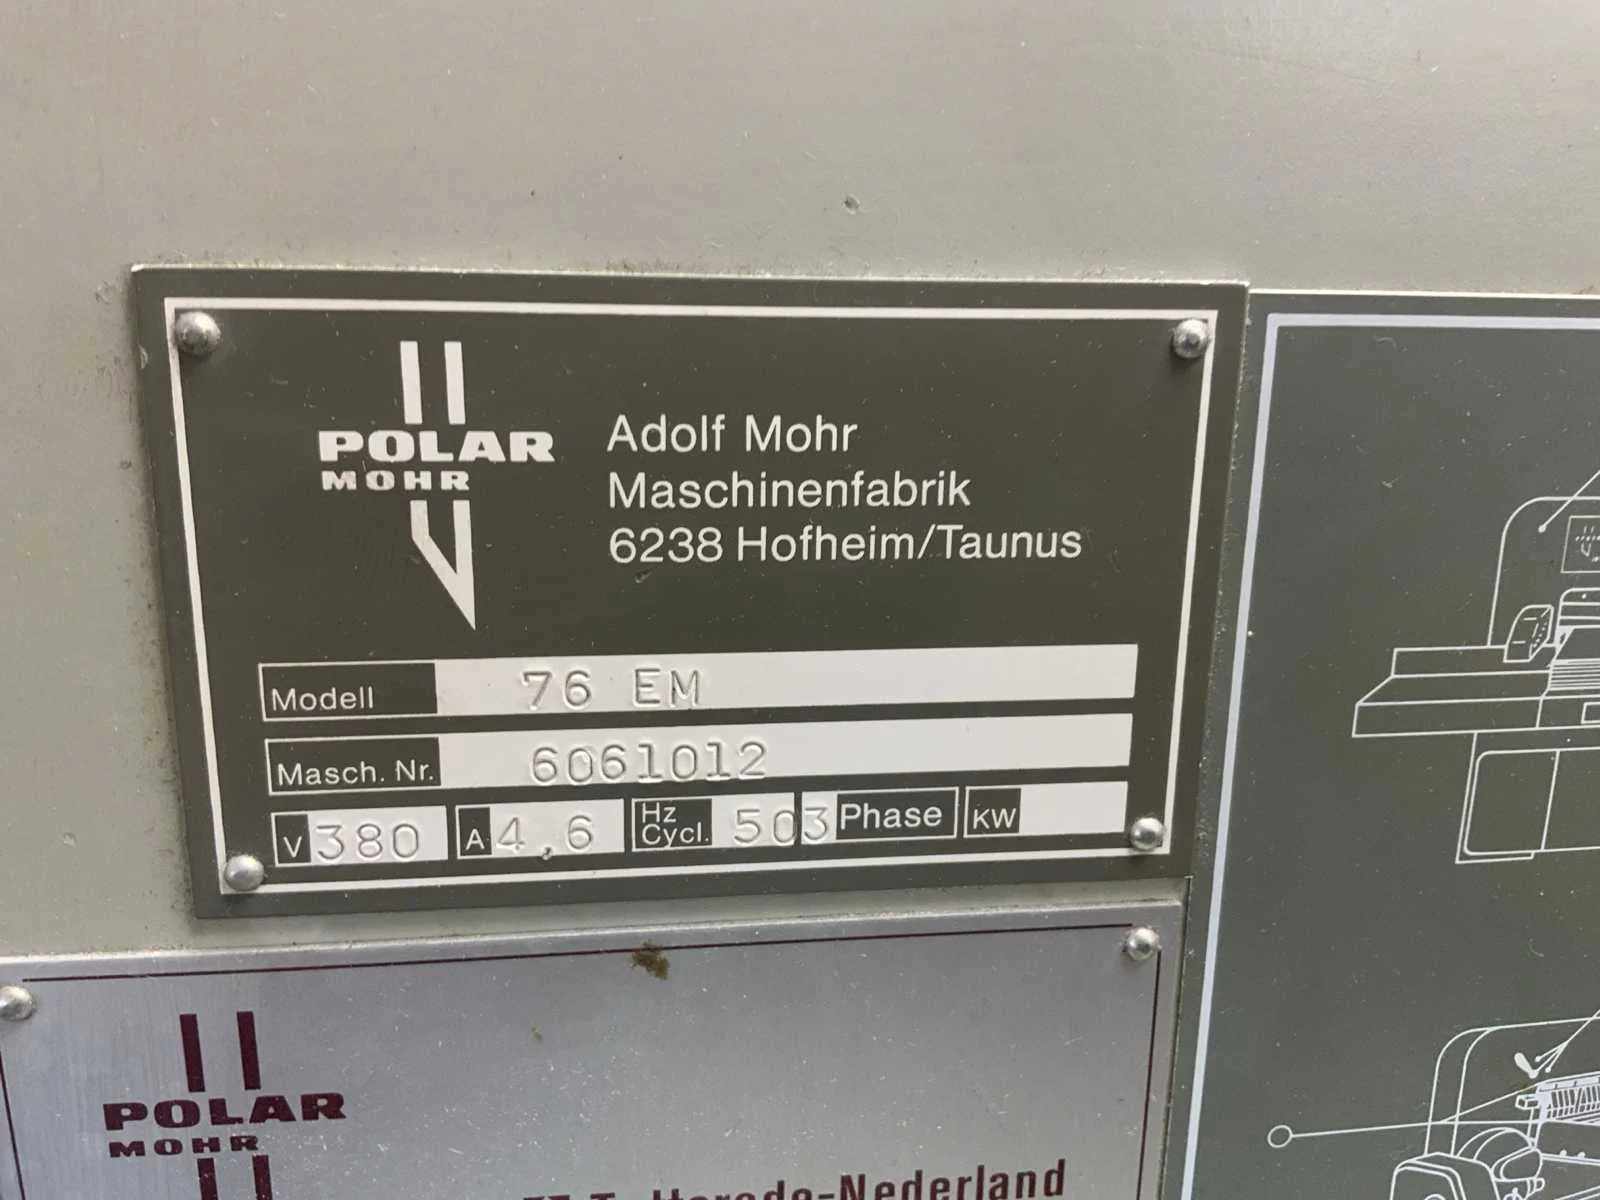 POLAR
MOHR
Adolf Mohr
Maschinenfabrik
6238 Hofheim/Taunus
Modell 76 EM
Masch. Nr. 6061012
V 380 A 4,6 Hz Cycl. 50 3 Phase KW
POLAR
MOHR
-Nederland